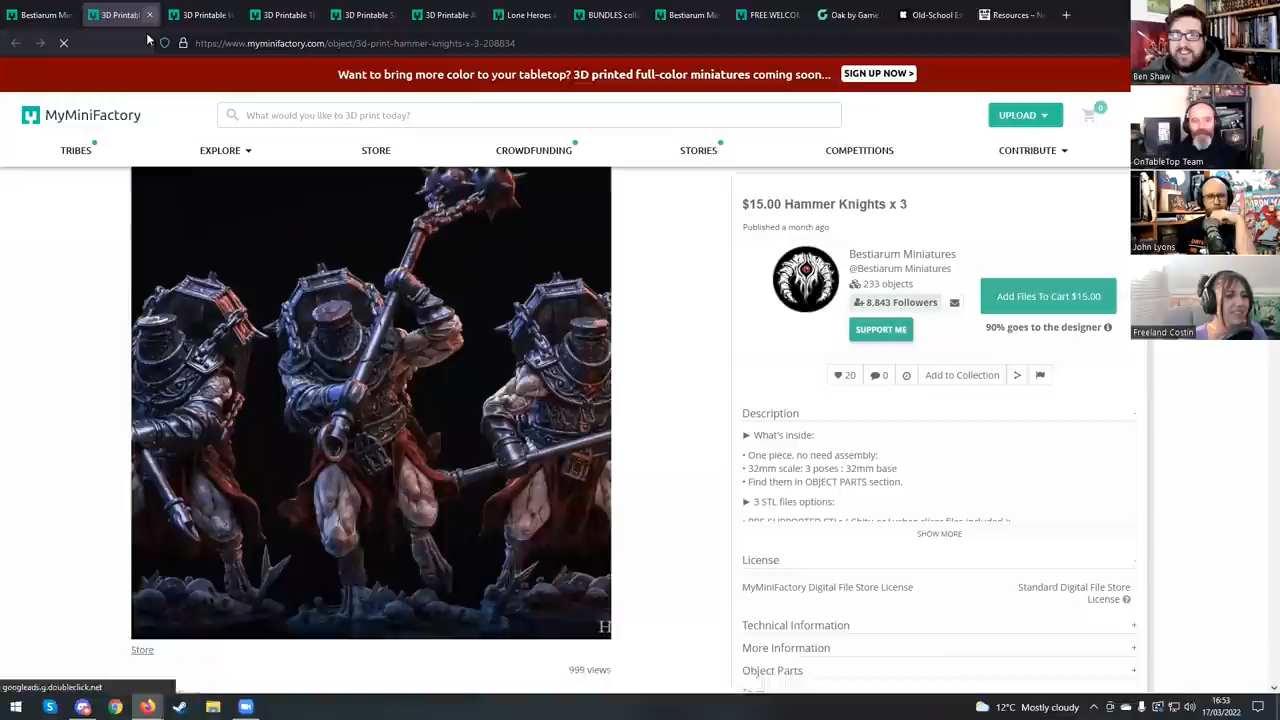 Bestiarum Min
3D Printab
3D Printable W
3D Printable T
3D Printable S
3D Printable A
Lorie Heroes
BUNDLES coll
Bestiarum Min
FREE WELCO
Oak by Game
Old-School Es
Resources – N
https://www.myminifactory.com/object/3d-print-hammer-knights-x-3-208834
Want to bring more color to your tabletop? 3D printed full-color miniatures coming soon...
SIGN UP NOW >
MyMiniFactory
What would you like to 3D print today?
UPLOAD
0
TRIBES
EXPLORE
STORE
CROWDFUNDING
STORIES
COMPETITIONS
CONTRIBUTE
$15.00 Hammer Knights x 3
Published a month ago
Bestiarum Miniatures
@Bestiarum Miniatures
233 objects
8,843 Followers
SUPPORT ME
Add Files To Cart $15.00
90% goes to the designer
20
0
Add to Collection
Description
-
► What's inside:
• One piece, no need assembly:
• 32mm scale: 3 poses : 32mm base
• Find them in OBJECT PARTS section.
► 3 STL files options:
SHOW MORE
License
-
MyMiniFactory Digital File Store License
Standard Digital File Store License
Technical Information
+
More Information
+
Object Parts
+
H
Store
999 views
googleads.g.doubleclick.net
Ben Shaw
OnTableTop Team
John Lyons
Freeland Costin
12°C Mostly cloudy
16:53
17/03/2022